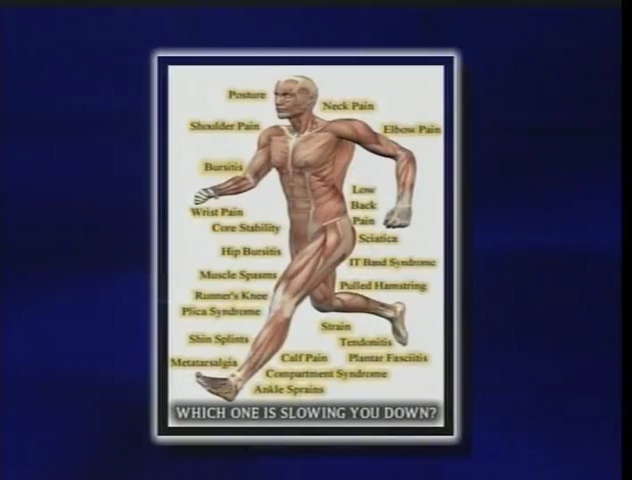 Posture
Neck Pain
Shoulder Pain
Elbow Pain
Bursitis
Low
Back
Pain
Wrist Pain
Core Stability
Sciatica
Hip Bursitis
IT Band Syndrome
Muscle Spasms
Pulled Hamstring
Runner's Knee
Plica Syndrome
Strain
Shin Splints
Tendonitis
Metatarsalgia
Calf Pain
Plantar Fasciitis
Compartment Syndrome
Ankle Sprains
WHICH ONE IS SLOWING YOU DOWN?